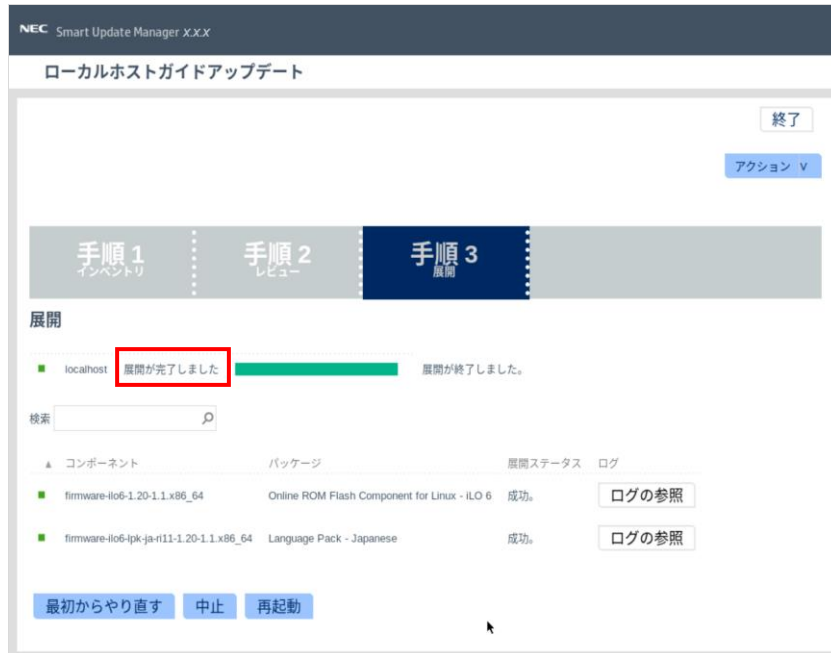 NEC Smart Update Manager X.X.X
ローカルホストガイドアップデート
終了
アクション ∨
手順 1 手順 2 手順 3
インベントリ レビュー 展開
展開
localhost 展開が完了しました 展開が終了しました。
検索
▲ コンポーネント パッケージ 展開ステータス ログ
firmware-ilo6-1.20-1.1.x86_64 Online ROM Flash Component for Linux - iLO 6 成功。 ログの参照
firmware-ilo6-lpk-ja-ri11-1.20-1.1.x86_64 Language Pack - Japanese 成功。 ログの参照
最初からやり直す 中止 再起動